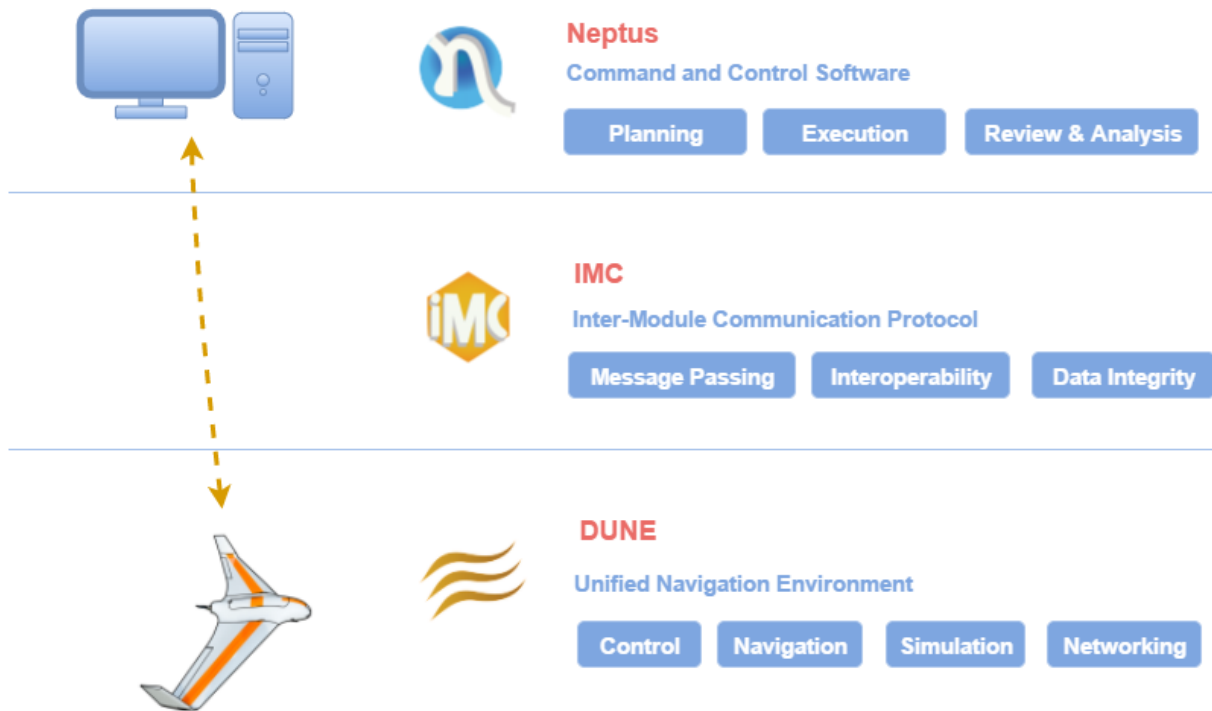 Neptus
Command and Control Software
Planning Execution Review & Analysis
iMC
IMC
Inter-Module Communication Protocol
Message Passing Interoperability Data Integrity
DUNE
Unified Navigation Environment
Control Navigation Simulation Networking